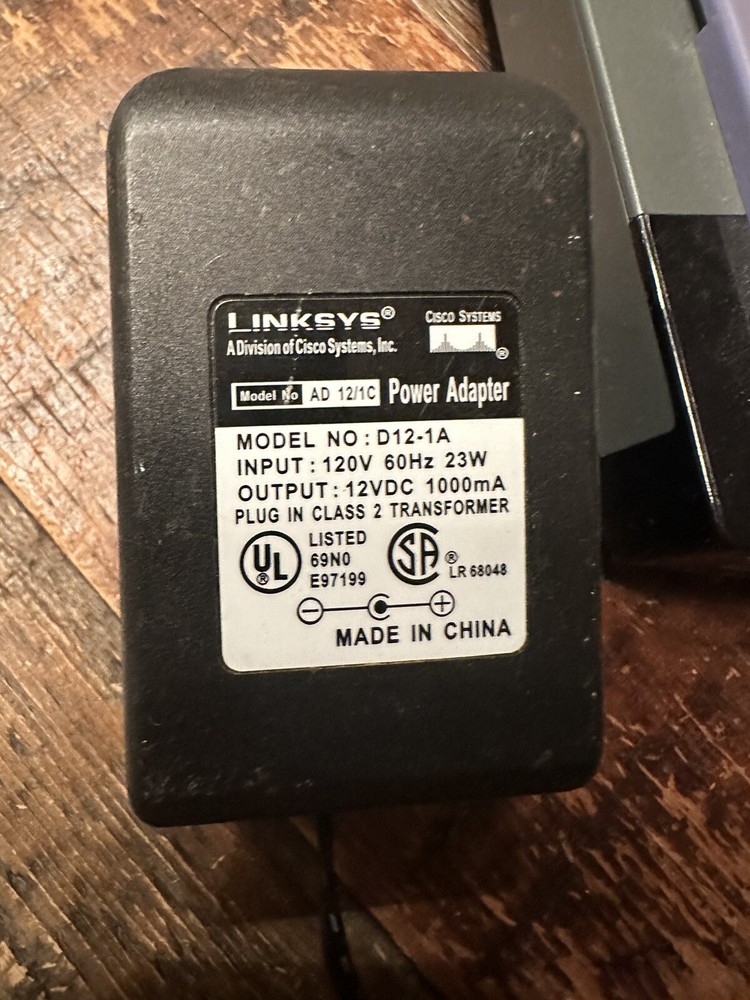 LINKSYS®
A Division of Cisco Systems, Inc.
CISCO SYSTEMS
®
Model No AD 12/1C Power Adapter
MODEL NO : D12-1A
INPUT : 120V 60Hz 23W
OUTPUT : 12VDC 1000mA
PLUG IN CLASS 2 TRANSFORMER
UL ®
LISTED
69N0
E97199
SA ®
LR 68048
MADE IN CHINA